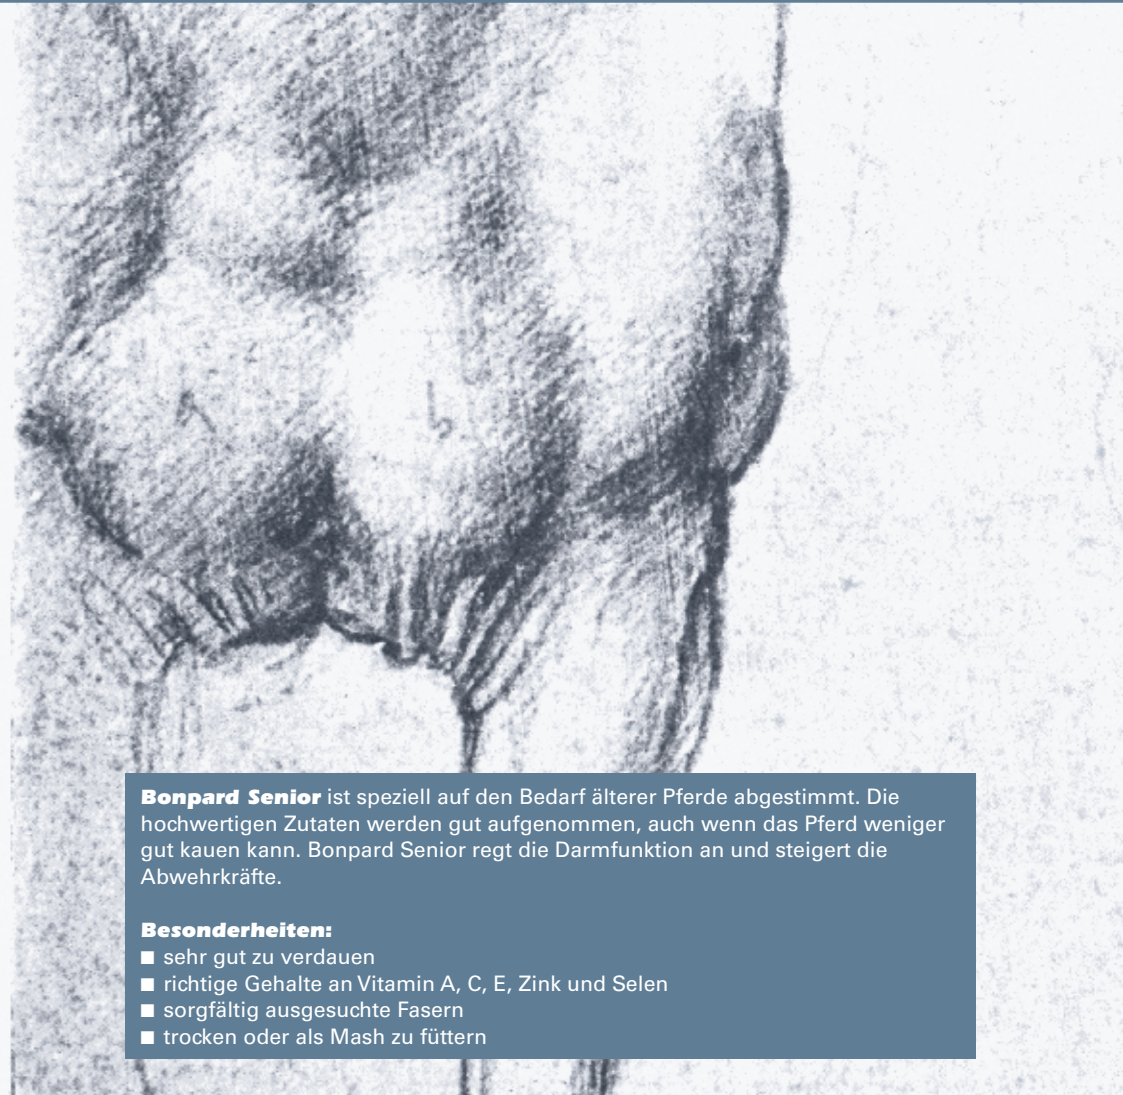 Bonpard Senior ist speziell auf den Bedarf älterer Pferde abgestimmt. Die
hochwertigen Zutaten werden gut aufgenommen, auch wenn das Pferd weniger
gut kauen kann. Bonpard Senior regt die Darmfunktion an und steigert die
Abwehrkräfte.
Besonderheiten:
■ sehr gut zu verdauen
■ richtige Gehalte an Vitamin A, C, E, Zink und Selen
■ sorgfältig ausgesuchte Fasern
■ trocken oder als Mash zu füttern